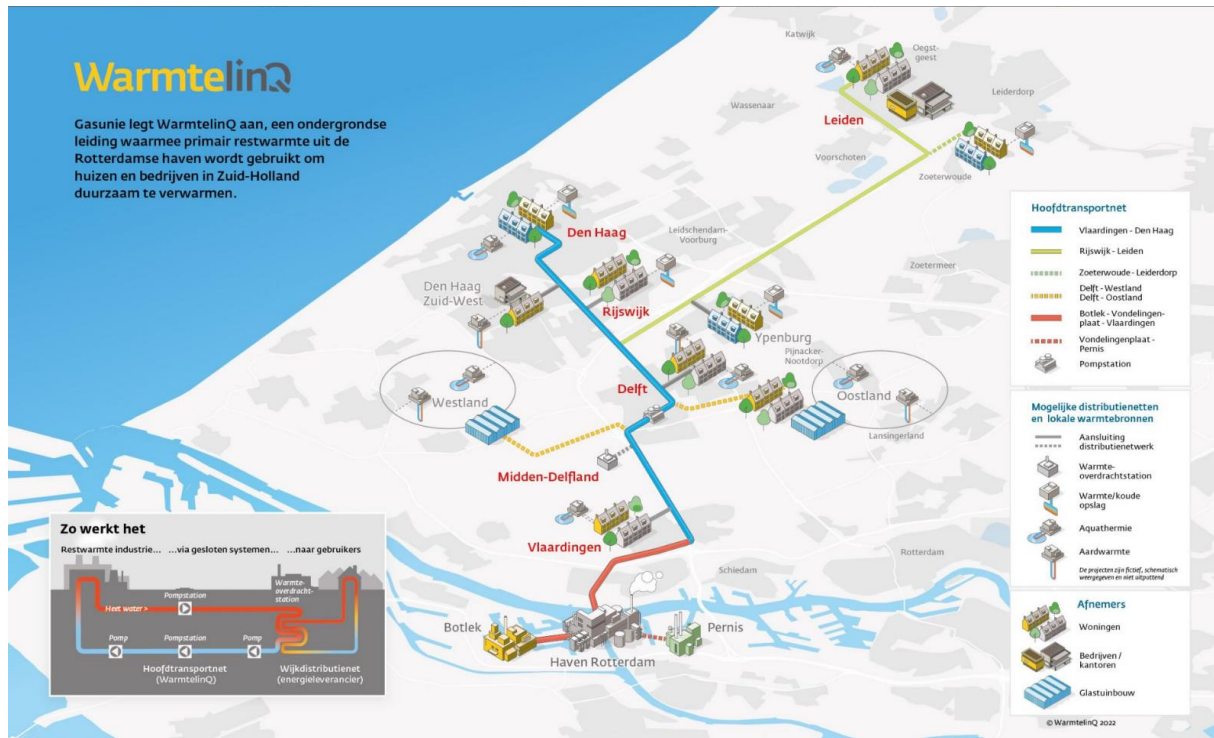 WarmtelinQ
Gasunie legt WarmtelinQ aan, een ondergrondse
leiding waarmee primair restwarmte uit de
Rotterdamse haven wordt gebruikt om
huizen en bedrijven in Zuid-Holland
duurzaam te verwarmen.
Katwijk
Oegst-
geest
Leiderdorp
Wassenaar
Leiden
Voorschoten
Zoeterwoude
Den Haag
Leidschendam-
Voorburg
Zoetermeer
Den Haag
Zuid-West
Rijswijk
Ypenburg
Pijnacker-
Nootdorp
Delft
Westland
Oostland
Lansingerland
Midden-Delfland
Vlaardingen
Rotterdam
Schiedam
Botlek
Pernis
Haven Rotterdam
Hoofdtransportnet
Vlaardingen - Den Haag
Rijswijk - Leiden
Zoeterwoude - Leiderdorp
Delft - Westland
Delft - Oostland
Botlek - Vondelingen-
plaat - Vlaardingen
Vondelingenplaat -
Pernis
Pompstation
Mogelijke distributienetten
en lokale warmtebronnen
Aansluiting
distributienetwerk
Warmte-
overdrachtstation
Warmte/koude
opslag
Aquathermie
Aardwarmte
De projecten zijn fictief, schematisch
weergegeven en niet uitputtend
Afnemers
Woningen
Bedrijven /
kantoren
Glastuinbouw
© WarmtelinQ 2022
Zo werkt het
Restwarmte industrie... ...via gesloten systemen... ...naar gebruikers
Warmte-
overdracht-
station
Pompstation
Heet water >
Pomp Pompstation Pomp
Hoofdtransportnet
(WarmtelinQ)
Wijkdistributienet
(energieleverancier)